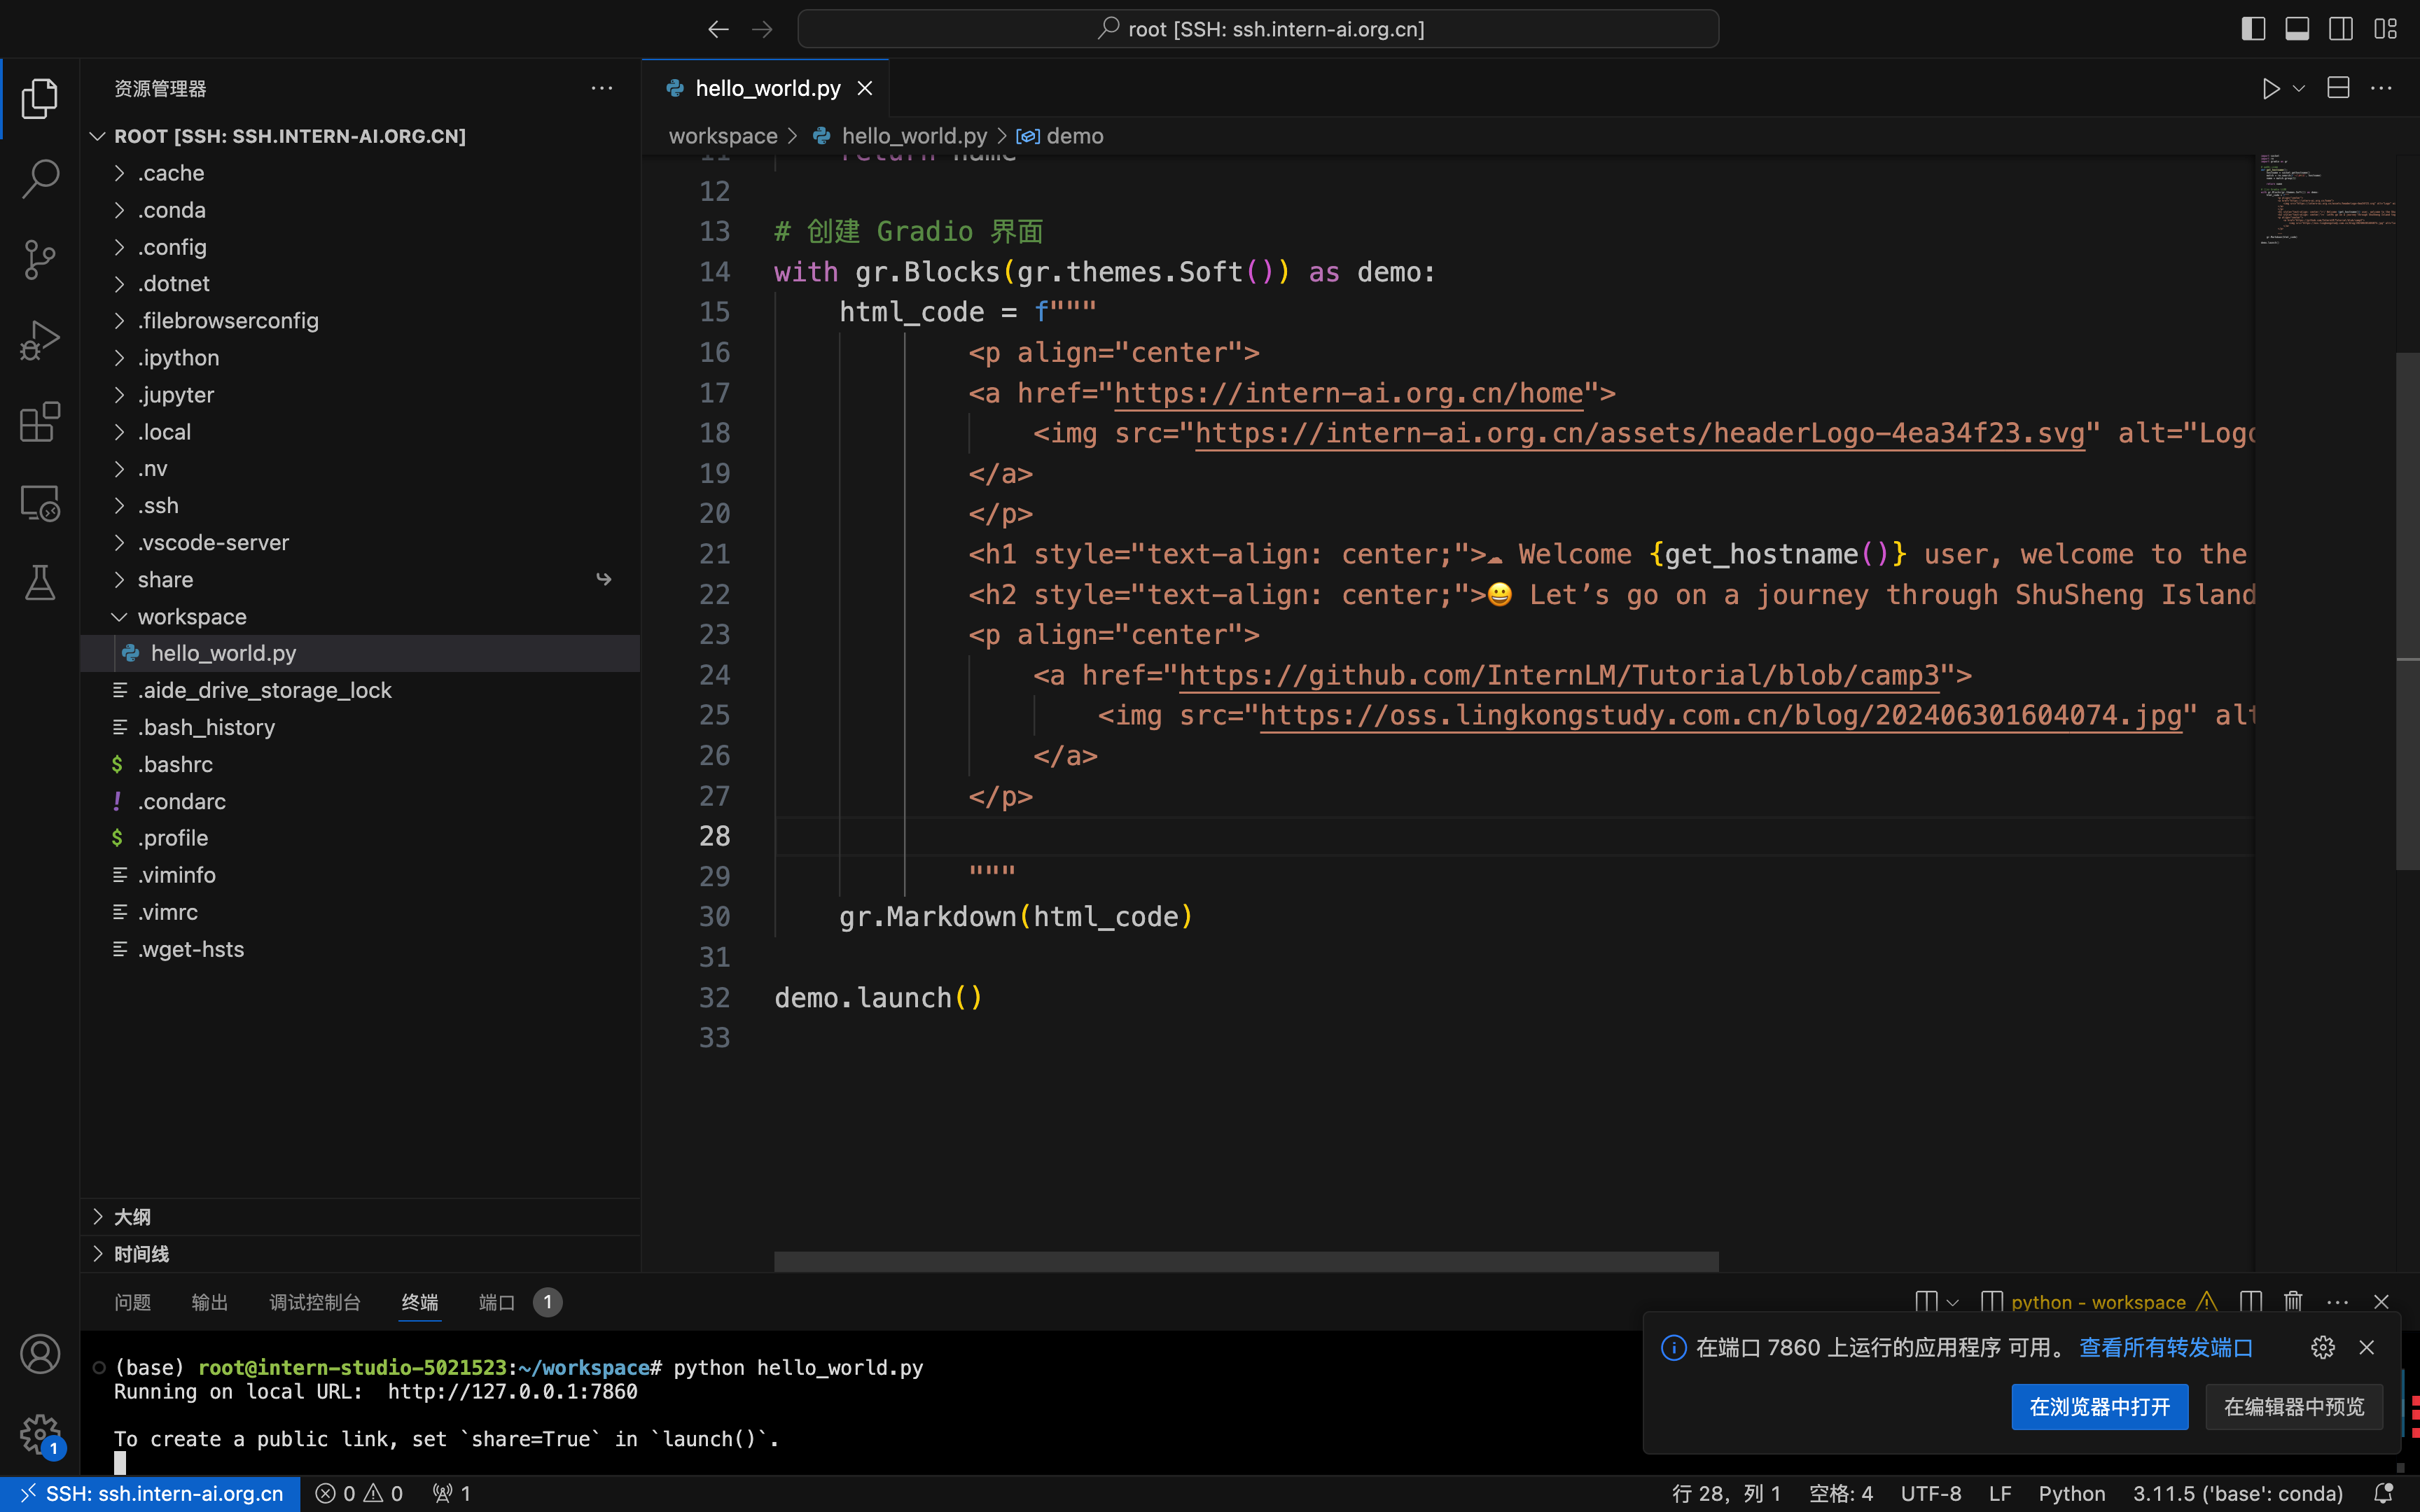 root [SSH: ssh.intern-ai.org.cn]
资源管理器
ROOT [SSH: SSH.INTERN-AI.ORG.CN]
.cache
.conda
.config
.dotnet
.filebrowserconfig
.ipython
.jupyter
.local
.nv
.ssh
.vscode-server
share
workspace
hello_world.py
.aide_drive_storage_lock
.bash_history
$ .bashrc
! .condarc
$ .profile
.viminfo
.vimrc
.wget-hsts
大纲
时间线
hello_world.py
workspace > hello_world.py > demo
11 return name
12
13 # 创建 Gradio 界面
14 with gr.Blocks(gr.themes.Soft()) as demo:
15 html_code = f"""
16 <p align="center">
17 <a href="https://intern-ai.org.cn/home">
18 <img src="https://intern-ai.org.cn/assets/headerLogo-4ea34f23.svg" alt="Logo
19 </a>
20 </p>
21 <h1 style="text-align: center;">☁ Welcome {get_hostname()} user, welcome to the
22 <h2 style="text-align: center;">😀 Let’s go on a journey through ShuSheng Island
23 <p align="center">
24 <a href="https://github.com/InternLM/Tutorial/blob/camp3">
25 <img src="https://oss.lingkongstudy.com.cn/blog/202406301604074.jpg" alt
26 </a>
27 </p>
28
29 """
30 gr.Markdown(html_code)
31
32 demo.launch()
33
问题 输出 调试控制台 终端 端口 1
python - workspace
(base) root@intern-studio-5021523:~/workspace# python hello_world.py
Running on local URL:  http://127.0.0.1:7860
To create a public link, set `share=True` in `launch()`.
在端口 7860 上运行的应用程序 可用。 查看所有转发端口
在浏览器中打开 在编辑器中预览
1
SSH: ssh.intern-ai.org.cn 0 0 1 行 28，列 1 空格: 4 UTF-8 LF Python 3.11.5 ('base': conda)